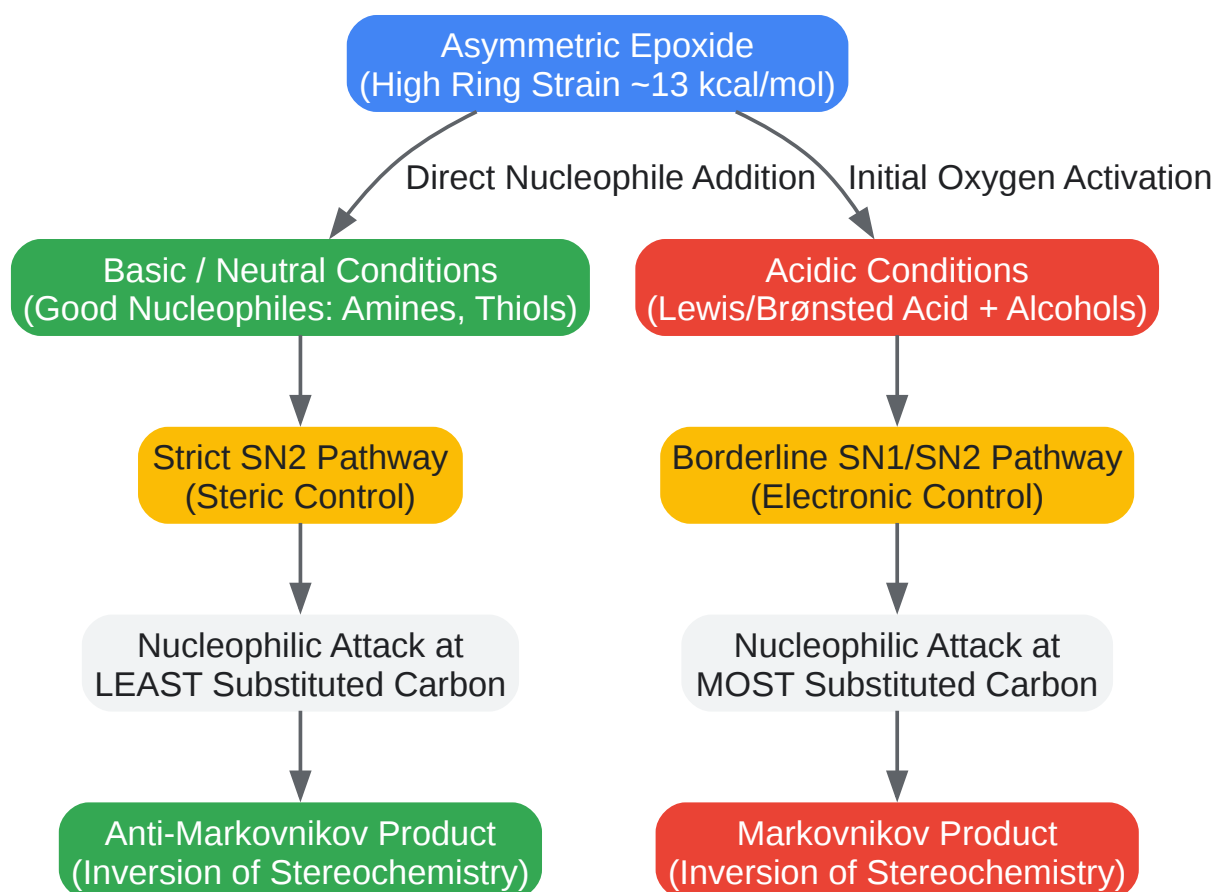 Asymmetric Epoxide
(High Ring Strain ~13 kcal/mol)
Direct Nucleophile Addition
Initial Oxygen Activation
Basic / Neutral Conditions
(Good Nucleophiles: Amines, Thiols)
Acidic Conditions
(Lewis/Brønsted Acid + Alcohols)
Strict SN2 Pathway
(Steric Control)
Borderline SN1/SN2 Pathway
(Electronic Control)
Nucleophilic Attack at
LEAST Substituted Carbon
Nucleophilic Attack at
MOST Substituted Carbon
Anti-Markovnikov Product
(Inversion of Stereochemistry)
Markovnikov Product
(Inversion of Stereochemistry)